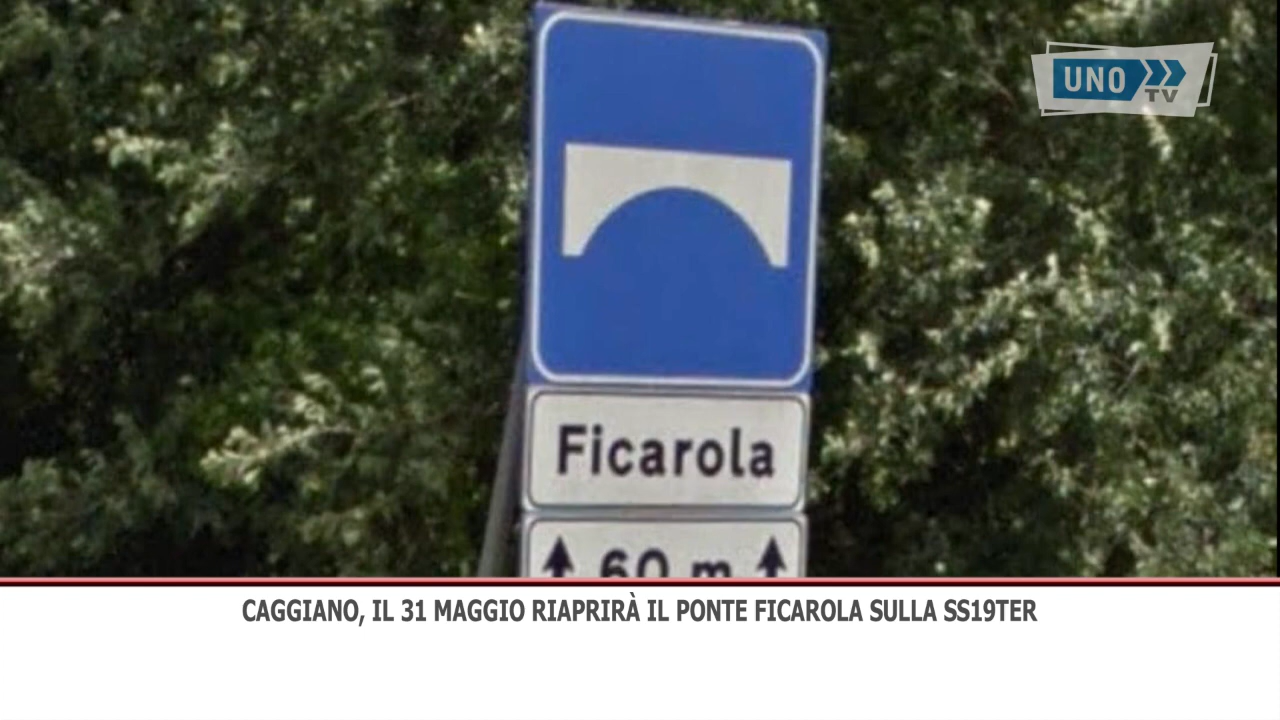 UNO
TV
Ficarola
60 m
CAGGIANO, IL 31 MAGGIO RIAPRIRÀ IL PONTE FICAROLA SULLA SS19TER